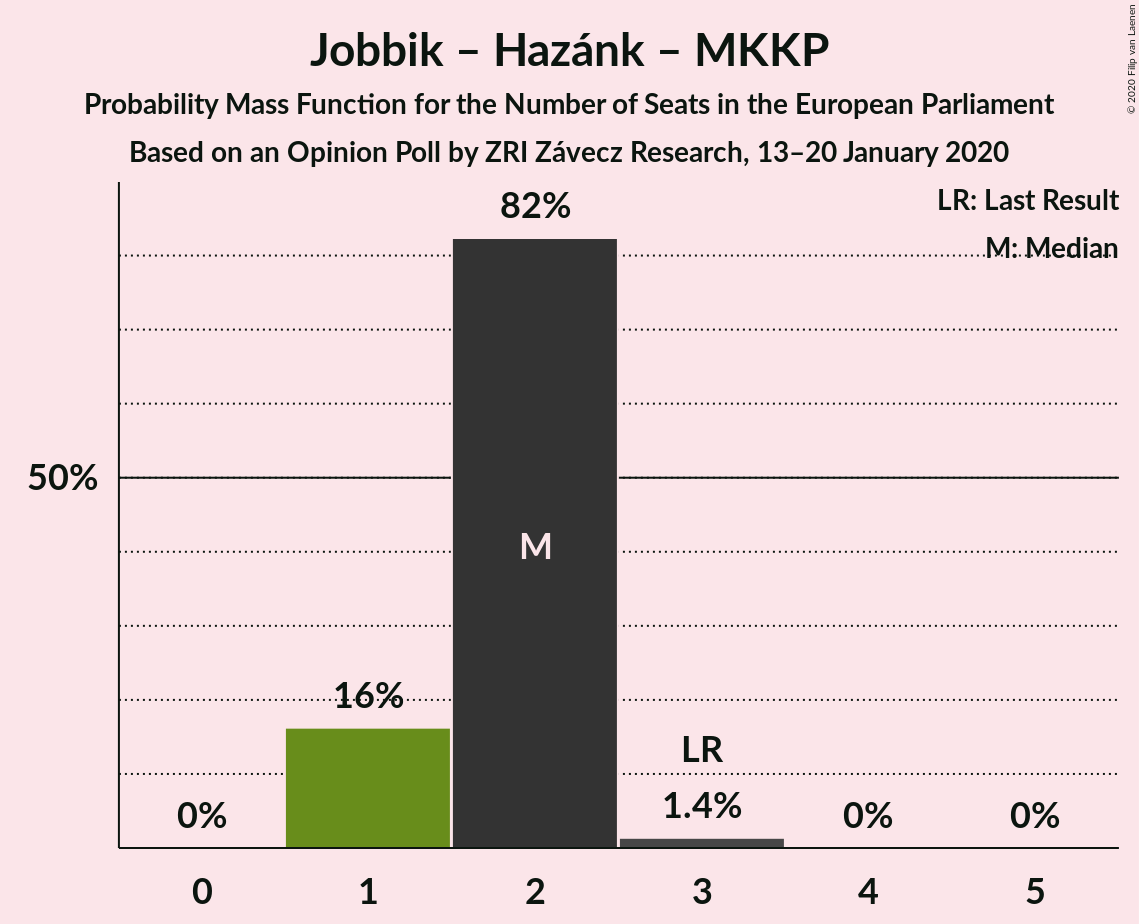 Jobbik – Hazánk – MKKP
Probability Mass Function for the Number of Seats in the European Parliament
Based on an Opinion Poll by ZRI Závecz Research, 13–20 January 2020
© 2020 Filip van Laenen
LR: Last Result
M: Median
82%
50%
M
16%
LR
1.4%
0%
0%
0%
0 1 2 3 4 5